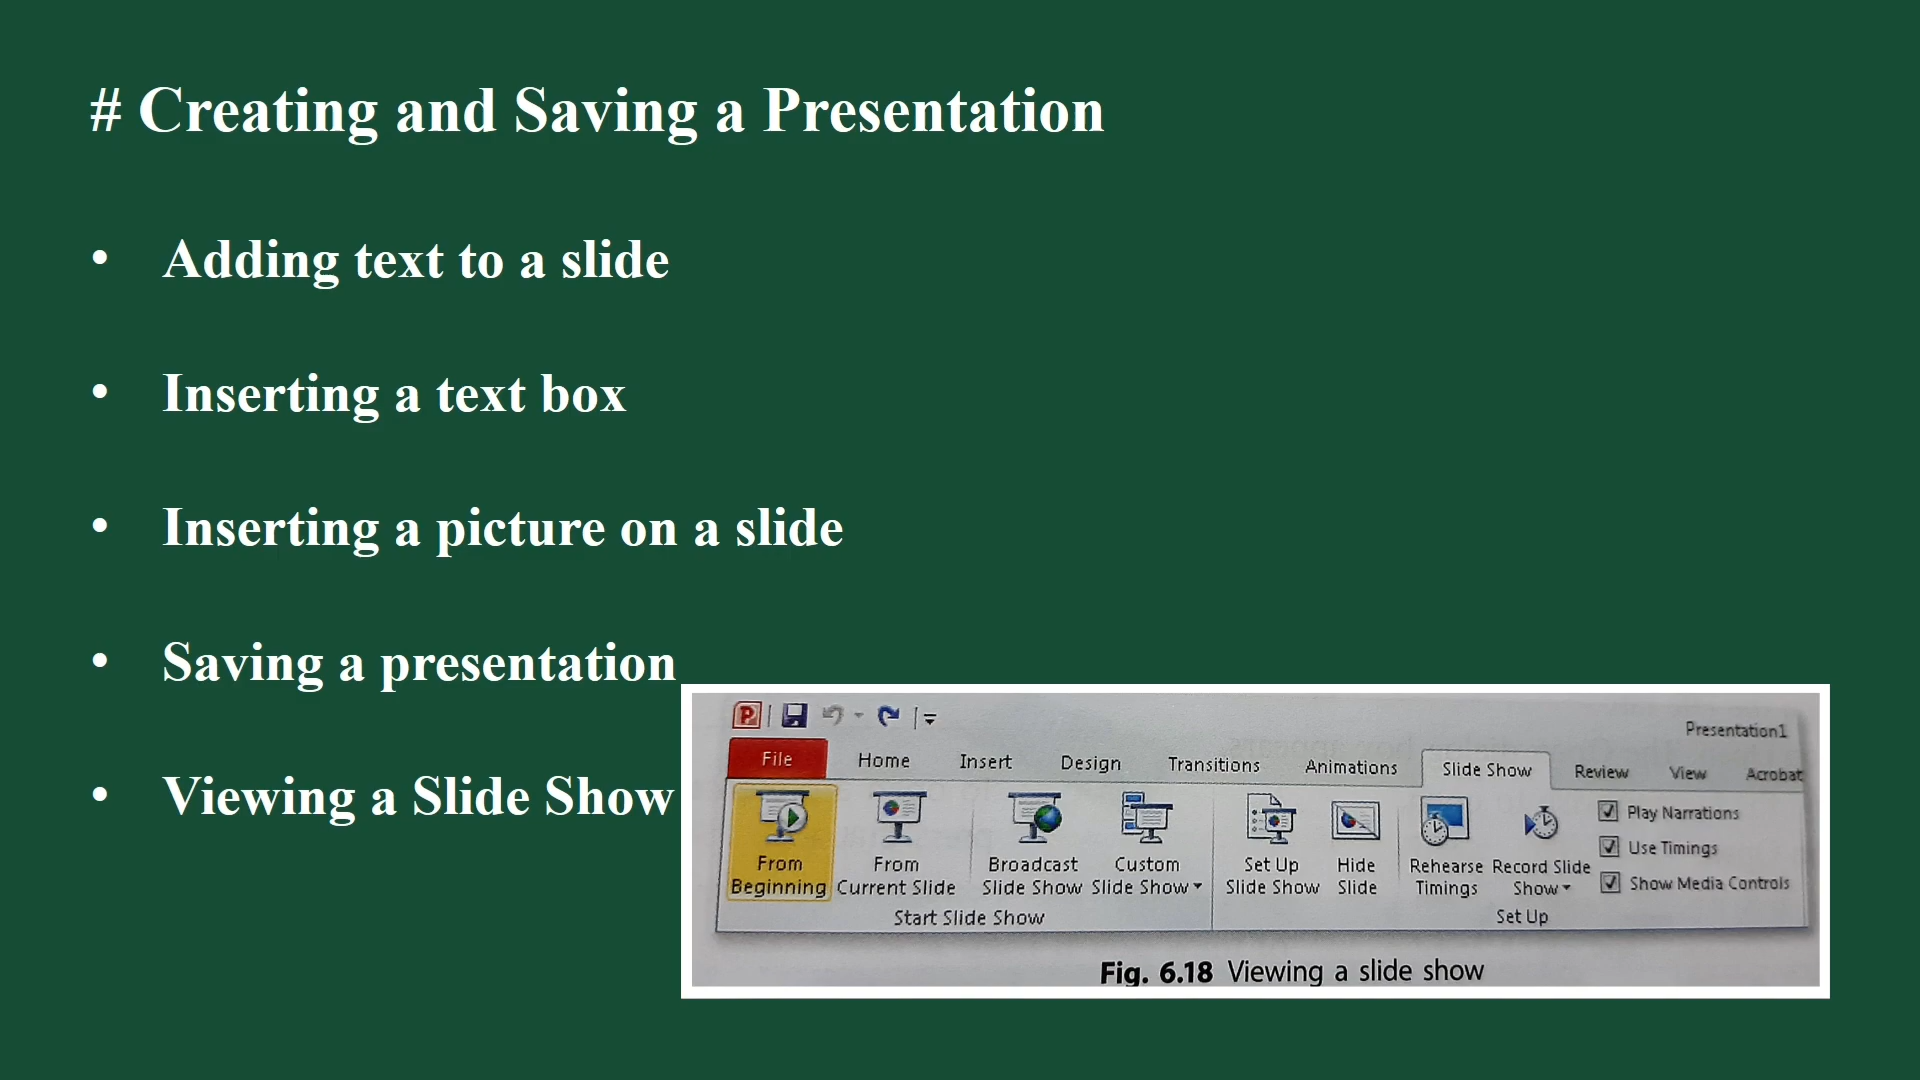 # Creating and Saving a Presentation
• Adding text to a slide
• Inserting a text box
• Inserting a picture on a slide
• Saving a presentation
• Viewing a Slide Show
P
Presentation1
File Home Insert Design Transitions Animations Slide Show Review View Acrobat
From Beginning
From Current Slide
Broadcast Slide Show
Custom Slide Show
Set Up Slide Show
Hide Slide
Rehearse Timings
Record Slide Show
Play Narrations
Use Timings
Show Media Controls
Start Slide Show
Set Up
Fig. 6.18 Viewing a slide show